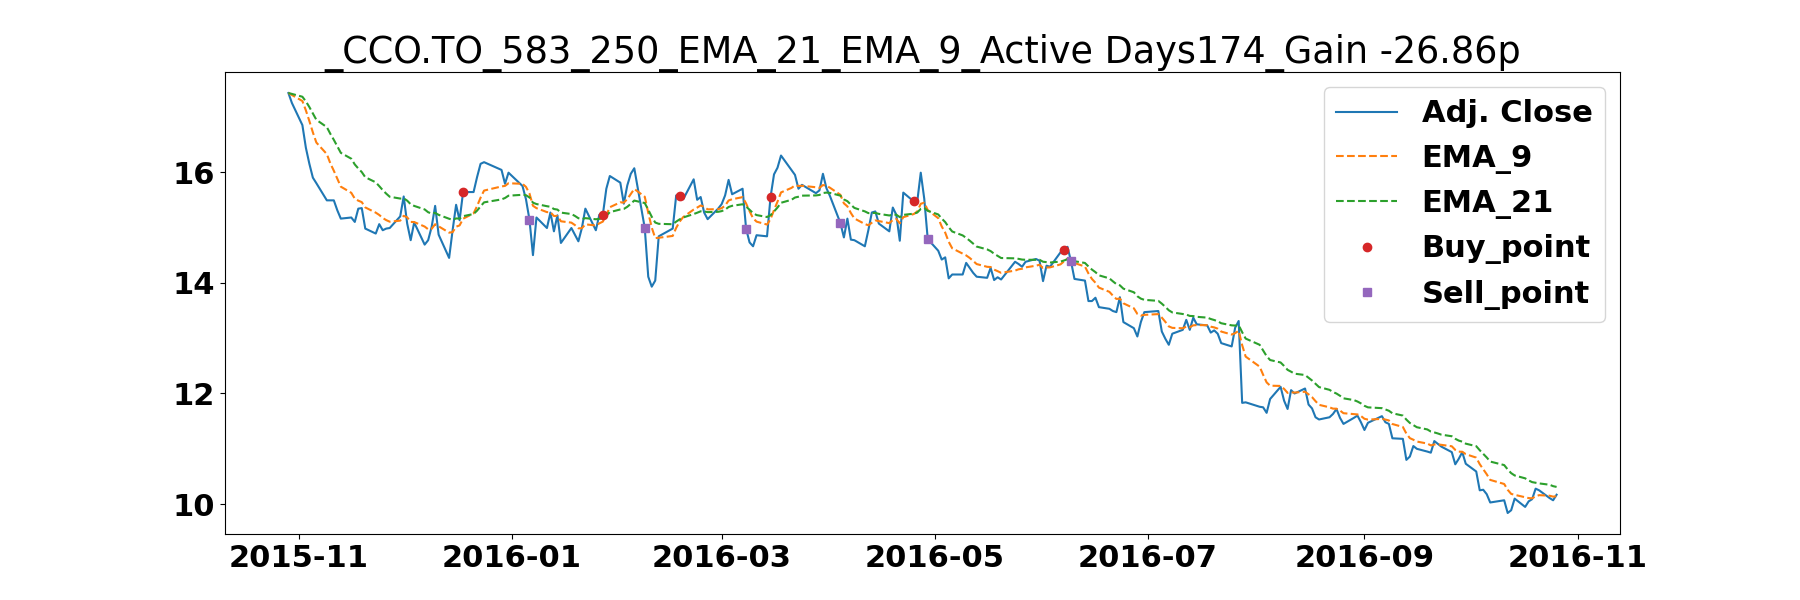 _CCO.TO_583_250_EMA_21_EMA_9_Active Days174_Gain -26.86p
Adj. Close
EMA_9
EMA_21
Buy_point
Sell_point
16
14
12
10
2015-11 2016-01 2016-03 2016-05 2016-07 2016-09 2016-11